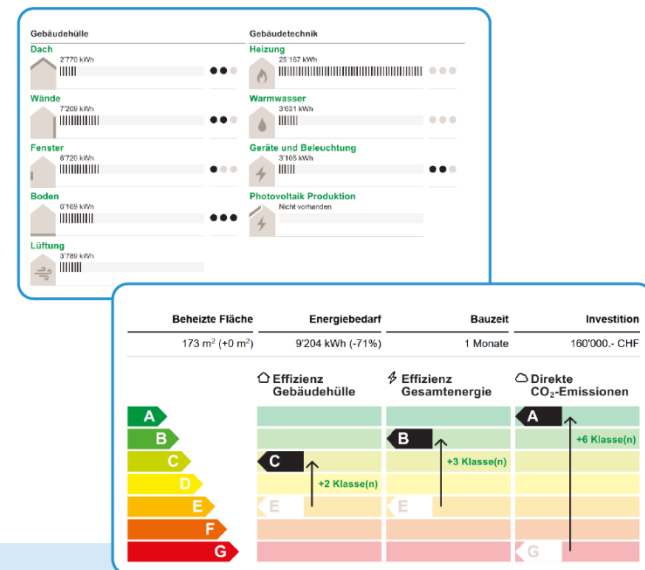 Gebäudehülle
Gebäudetechnik
Dach
2'770 kWh
Heizung
25'167 kWh
Wände
7'209 kWh
Warmwasser
3'631 kWh
Fenster
6'720 kWh
Geräte und Beleuchtung
3'105 kWh
Boden
6'169 kWh
Photovoltaik Produktion
Nicht vorhanden
Lüftung
3'789 kWh
Beheizte Fläche
Energiebedarf
Bauzeit
Investition
173 m² (+0 m²)
9'204 kWh (-71%)
1 Monate
160'000.- CHF
Effizienz
Gebäudehülle
Effizienz
Gesamtenergie
Direkte
CO₂-Emissionen
A
A
B
B
+6 Klasse(n)
C
C
+3 Klasse(n)
D
+2 Klasse(n)
E
E
E
F
G
G